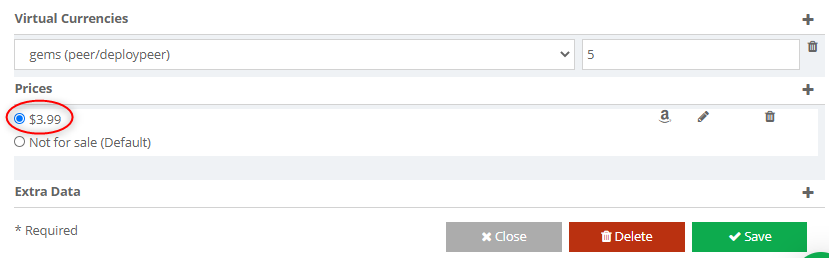 Virtual Currencies
gems (peer/deploypeer) 5
Prices
$3.99
Not for sale (Default)
Extra Data
* Required
Close Delete Save